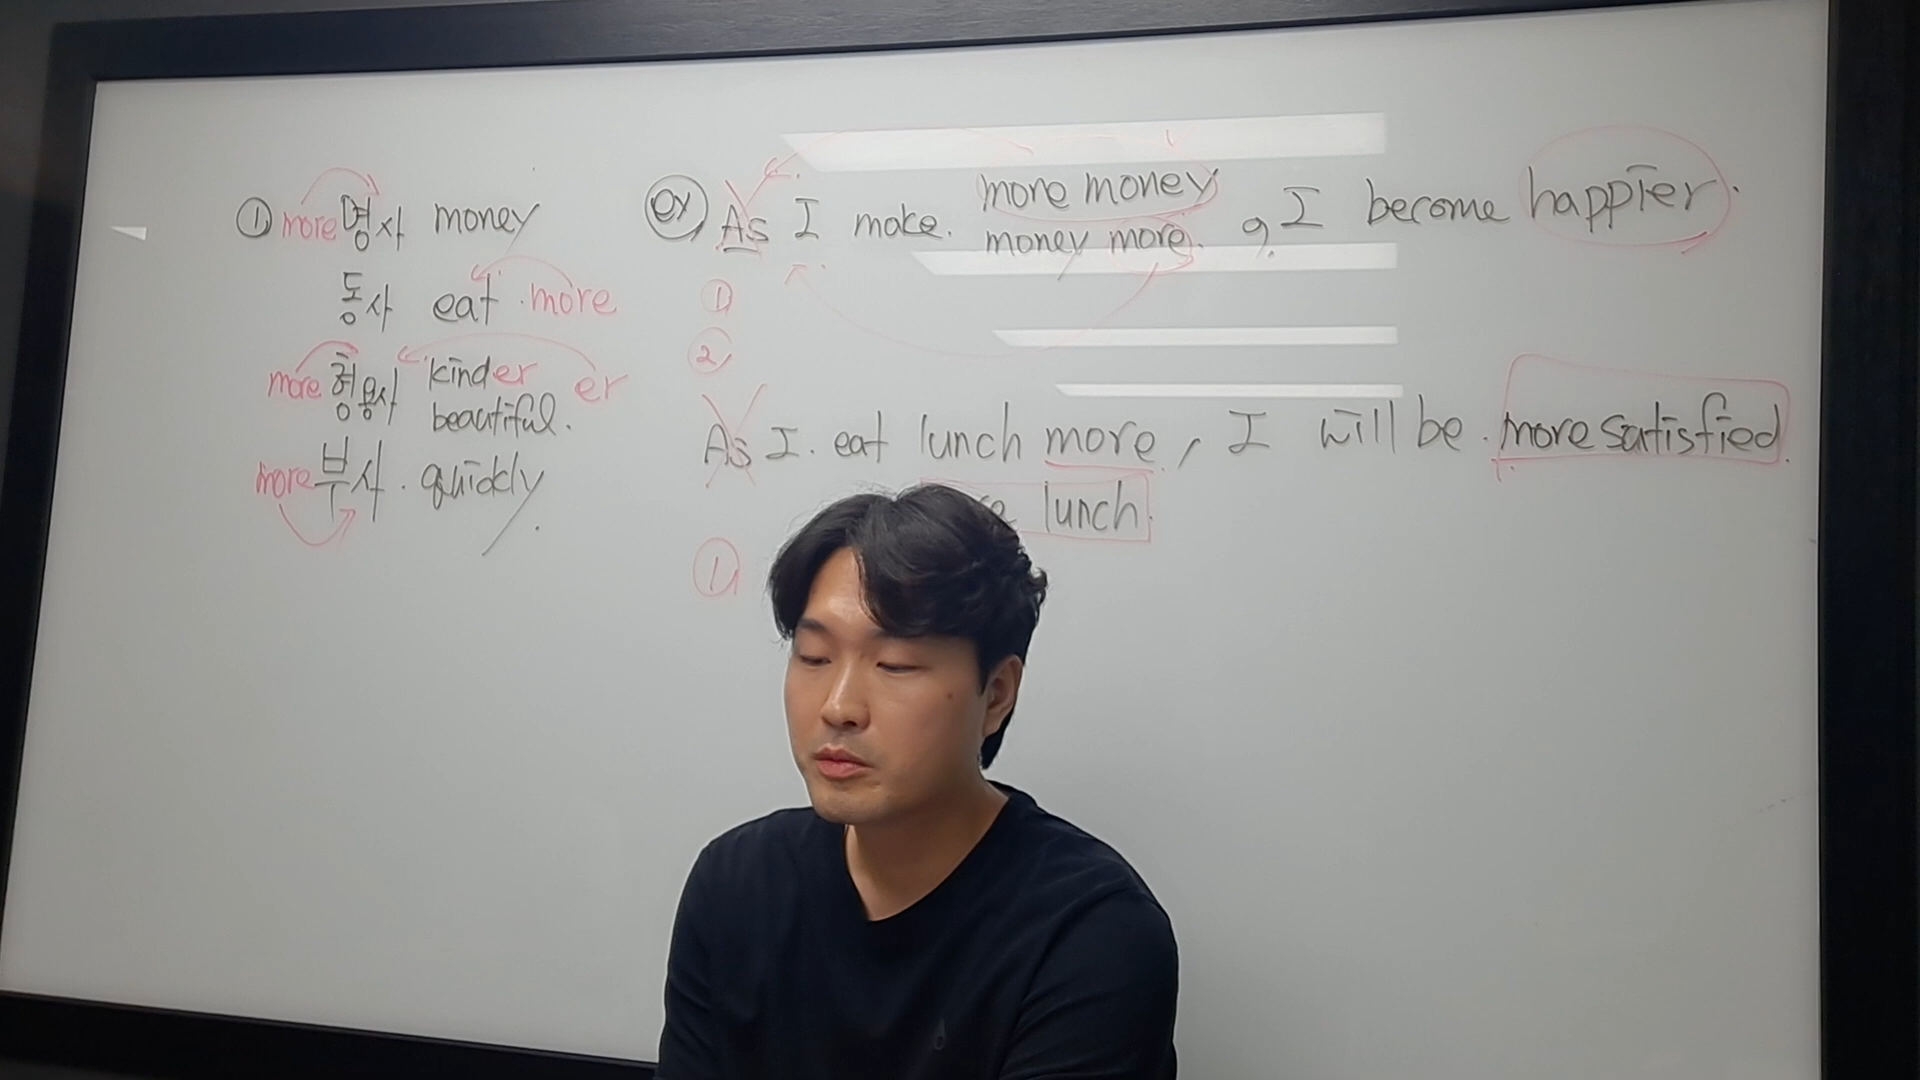 ① more 명사 money
동사 eat more
more 형용사 kinder er
beautiful.
more 부사. quickly
ex As I make. more money
money more. , I become happier.
①
②
As I. eat lunch more, I will be. more satisfied.
lunch.
①